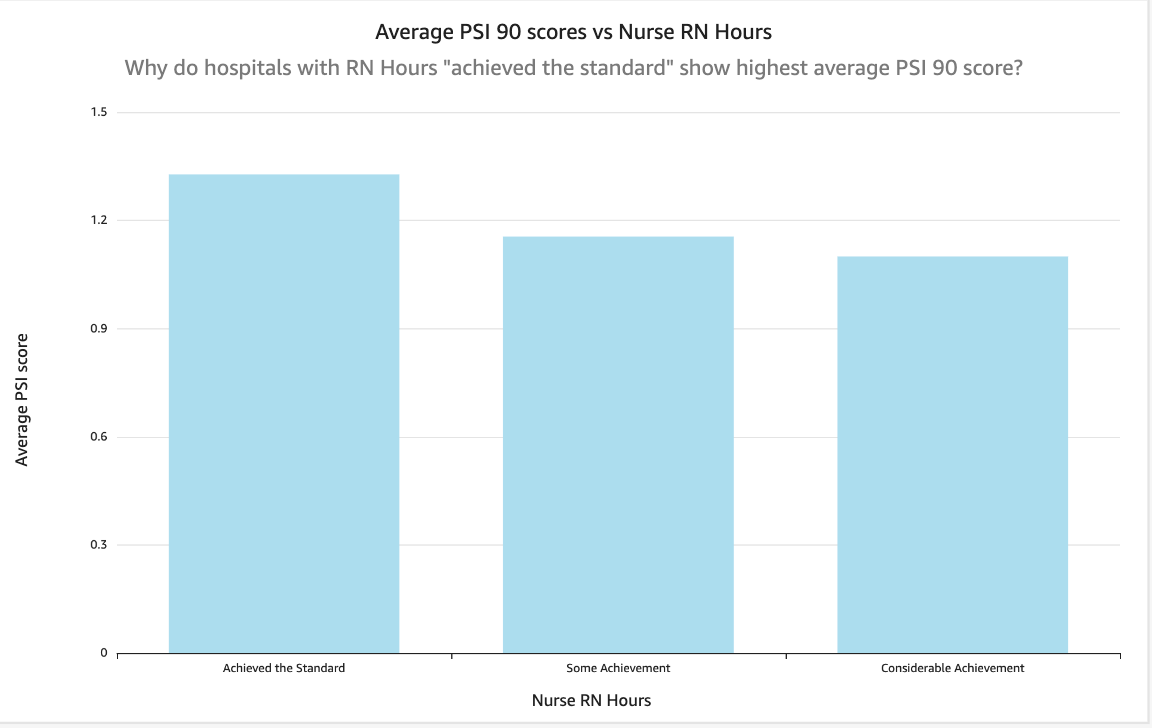 Average PSI 90 scores vs Nurse RN Hours
Why do hospitals with RN Hours "achieved the standard" show highest average PSI 90 score?
1.5
1.2
0.9
0.6
0.3
0
Average PSI score
Achieved the Standard
Some Achievement
Considerable Achievement
Nurse RN Hours